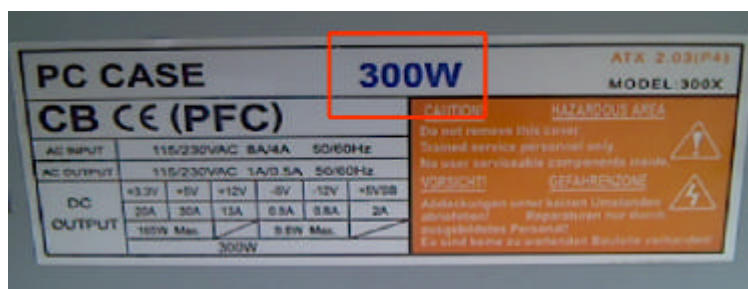 PC CASE 300W ATX 2.03(P4)
MODEL:300X
CB CE (PFC)
CAUTION! HAZARDOUS AREA
Do not remove this cover.
Trained service personnel only.
No user serviceable components inside.
VORSICHT! GEFAHRENZONE
Abdeckungen unter keinen Umstanden
abnehmen! Reparaturen nur durch
ausgebildetes Personal!
Es sind keine zu wartenden Bauteile vorhanden!
AC INPUT 115/230VAC 8A/4A 50/60Hz
AC OUTPUT 115/230VAC 1A/0.5A 50/60Hz
DC OUTPUT
+3.3V +5V +12V -5V -12V +5VSB
20A 30A 13A 0.5A 0.8A 2A
Max. Max.
300W